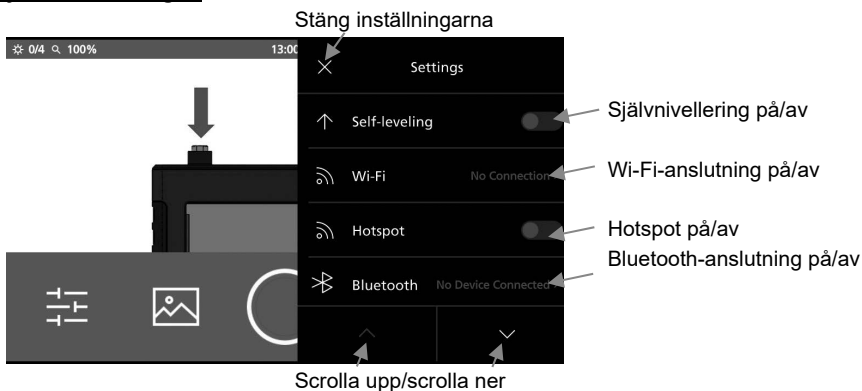 Stäng inställningarna
0/4 100%
13:00
Settings
Self-leveling
Självnivellering på/av
Wi-Fi
No Connection
Wi-Fi-anslutning på/av
Hotspot
Hotspot på/av
Bluetooth
No Device Connected
Bluetooth-anslutning på/av
Scrolla upp/scrolla ner